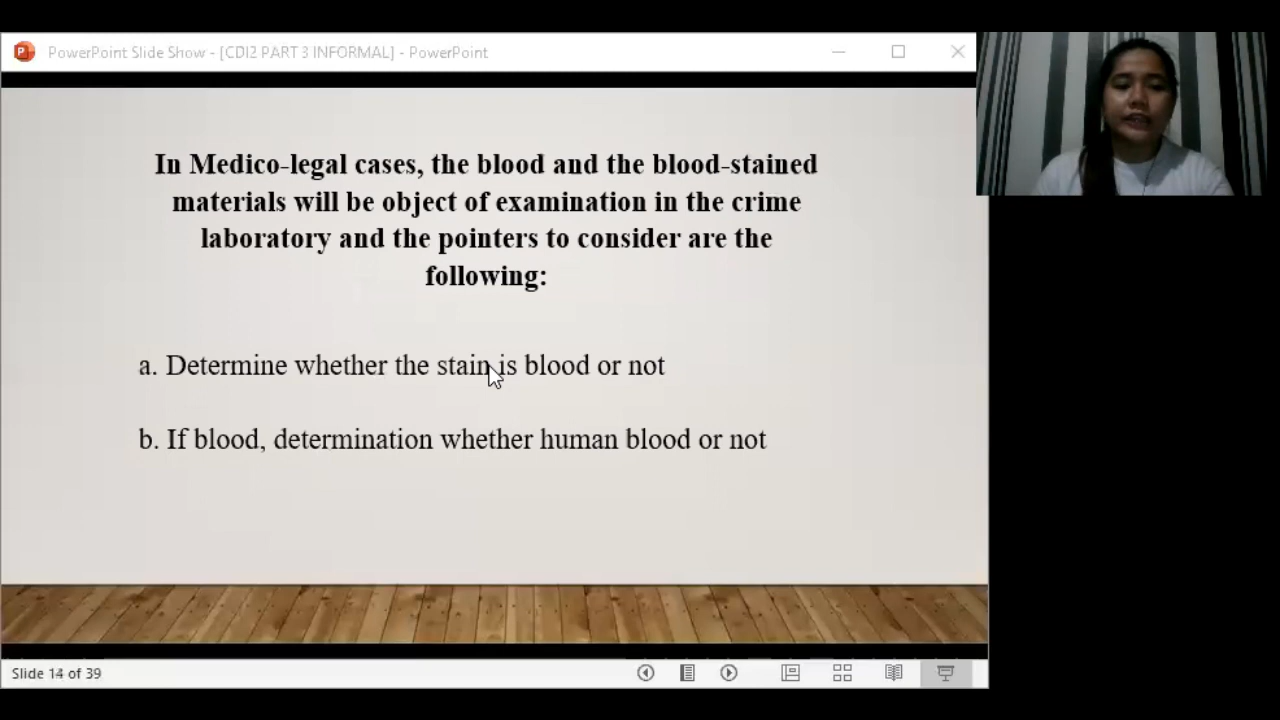 PowerPoint Slide Show - [CDI2 PART 3 INFORMAL] - PowerPoint
In Medico-legal cases, the blood and the blood-stained
materials will be object of examination in the crime
laboratory and the pointers to consider are the
following:
a. Determine whether the stain is blood or not
b. If blood, determination whether human blood or not
Slide 14 of 39